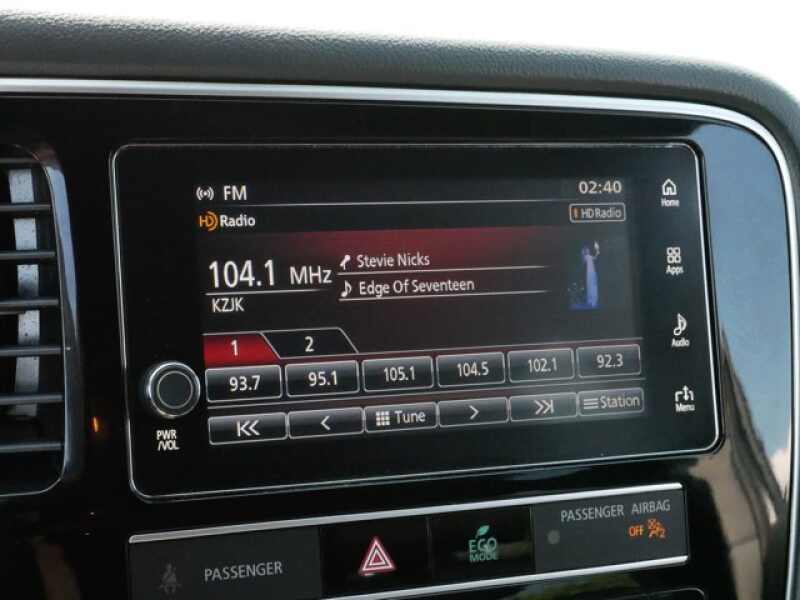 FM
02:40
HD Radio
HD Radio
104.1 MHz
Stevie Nicks
Edge Of Seventeen
KZJK
1
2
93.7
95.1
105.1
104.5
102.1
92.3
Tune
Station
Home
Apps
Audio
Menu
PWR
/VOL
PASSENGER
ECO
MODE
PASSENGER AIRBAG
OFF
2